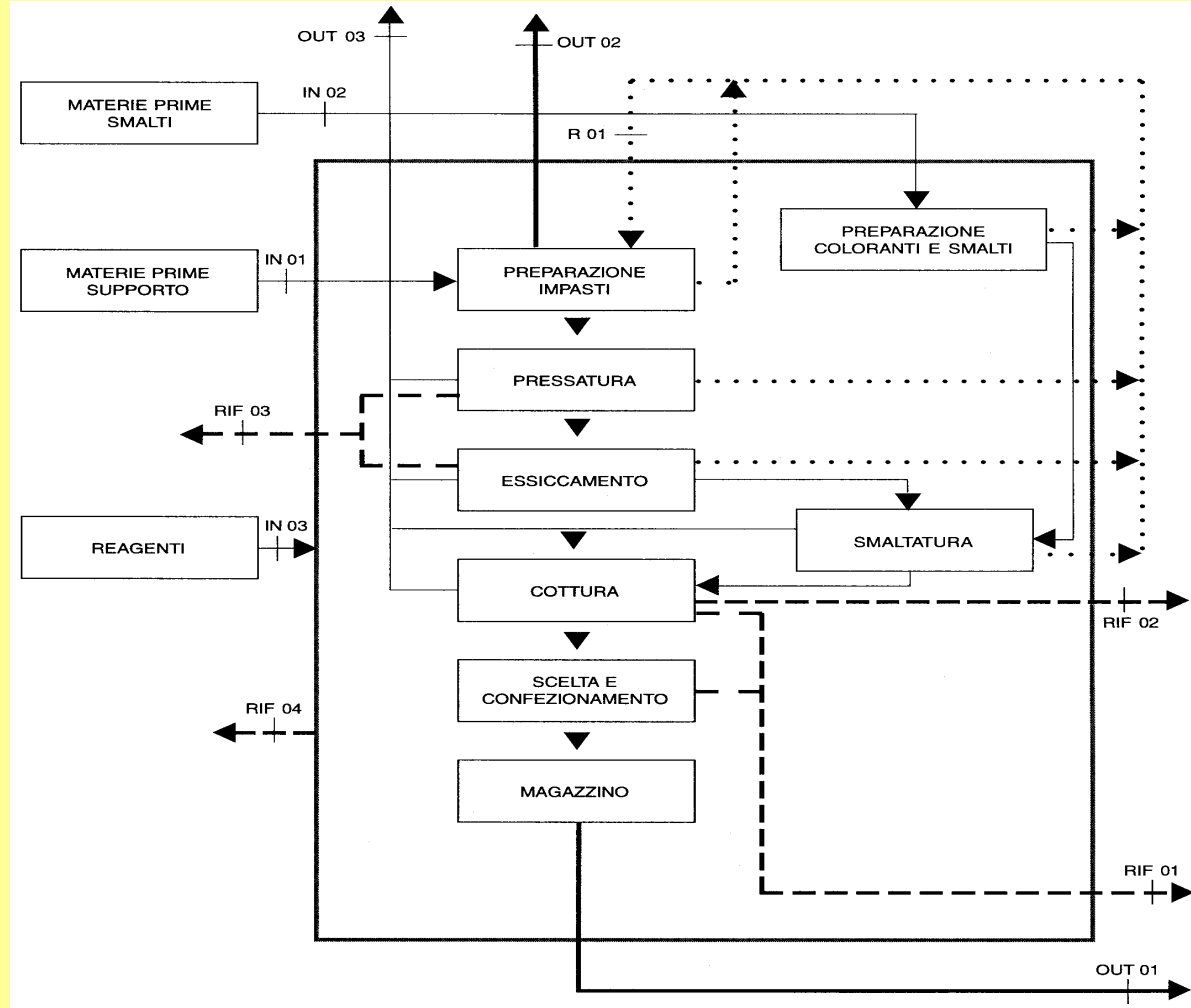 OUT 03
OUT 02
MATERIE PRIME
SMALTI
IN 02
R 01
PREPARAZIONE
COLORANTI E SMALTI
MATERIE PRIME
SUPPORTO
IN 01
PREPARAZIONE
IMPASTI
PRESSATURA
RIF 03
ESSICCAMENTO
REAGENTI
IN 03
SMALTATURA
COTTURA
RIF 02
SCELTA E
CONFEZIONAMENTO
RIF 04
MAGAZZINO
RIF 01
OUT 01